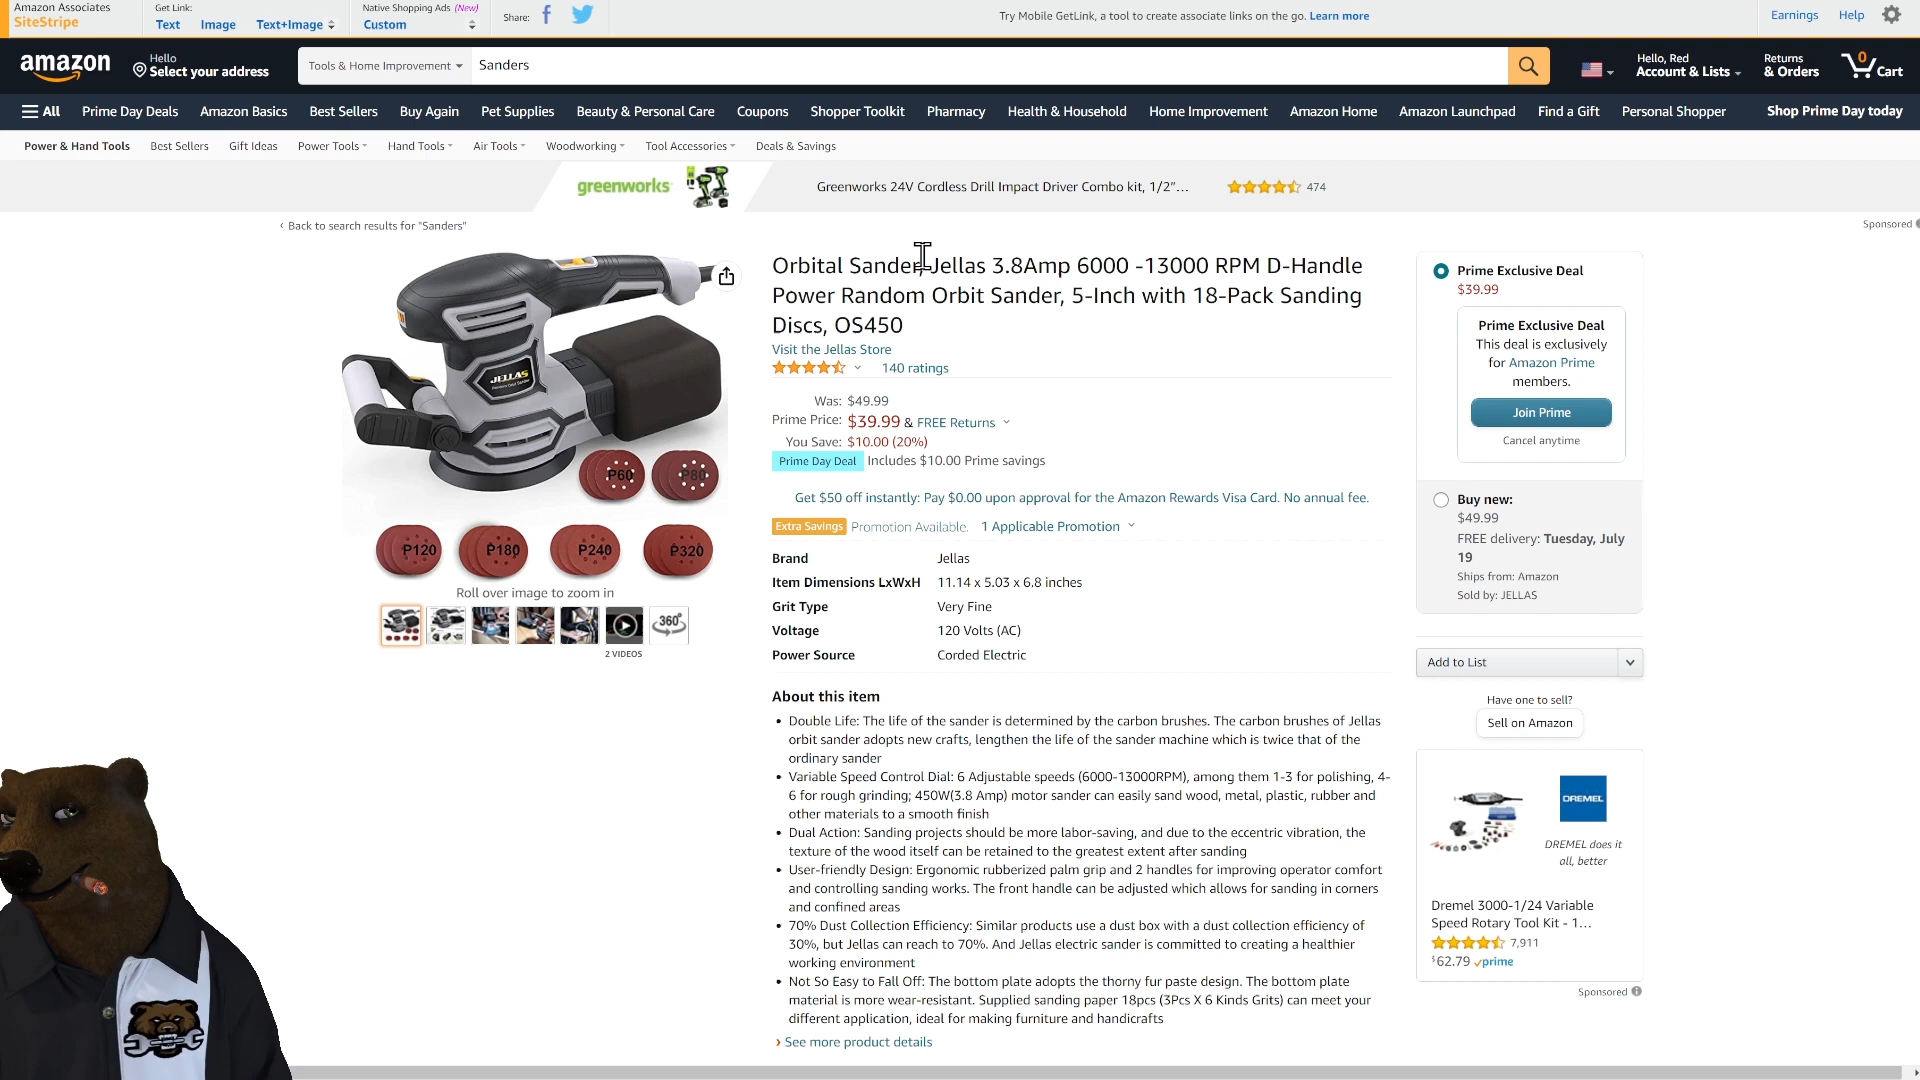 Amazon Associates
SiteStripe
Get Link:
Text Image Text+Image
Native Shopping Ads (New)
Custom
Share:
Try Mobile GetLink, a tool to create associate links on the go. Learn more
Earnings Help
amazon
Hello
Select your address
Tools & Home Improvement
Sanders
Hello, Red
Account & Lists
Returns
& Orders
0
Cart
All Prime Day Deals Amazon Basics Best Sellers Buy Again Pet Supplies Beauty & Personal Care Coupons Shopper Toolkit Pharmacy Health & Household Home Improvement Amazon Home Amazon Launchpad Find a Gift Personal Shopper Shop Prime Day today
Power & Hand Tools Best Sellers Gift Ideas Power Tools Hand Tools Air Tools Woodworking Tool Accessories Deals & Savings
greenworks
Greenworks 24V Cordless Drill Impact Driver Combo kit, 1/2"...
474
‹ Back to search results for "Sanders"
Sponsored
Orbital Sander,Jellas 3.8Amp 6000 -13000 RPM D-Handle
Power Random Orbit Sander, 5-Inch with 18-Pack Sanding
Discs, OS450
Visit the Jellas Store
140 ratings
Was: $49.99
Prime Price: $39.99 & FREE Returns
You Save: $10.00 (20%)
Prime Day Deal Includes $10.00 Prime savings
Get $50 off instantly: Pay $0.00 upon approval for the Amazon Rewards Visa Card. No annual fee.
Extra Savings Promotion Available. 1 Applicable Promotion
Brand Jellas
Item Dimensions LxWxH 11.14 x 5.03 x 6.8 inches
Grit Type Very Fine
Voltage 120 Volts (AC)
Power Source Corded Electric
About this item
• Double Life: The life of the sander is determined by the carbon brushes. The carbon brushes of Jellas
orbit sander adopts new crafts, lengthen the life of the sander machine which is twice that of the
ordinary sander
• Variable Speed Control Dial: 6 Adjustable speeds (6000-13000RPM), among them 1-3 for polishing, 4-
6 for rough grinding; 450W(3.8 Amp) motor sander can easily sand wood, metal, plastic, rubber and
other materials to a smooth finish
• Dual Action: Sanding projects should be more labor-saving, and due to the eccentric vibration, the
texture of the wood itself can be retained to the greatest extent after sanding
• User-friendly Design: Ergonomic rubberized palm grip and 2 handles for improving operator comfort
and controlling sanding works. The front handle can be adjusted which allows for sanding in corners
and confined areas
• 70% Dust Collection Efficiency: Similar products use a dust box with a dust collection efficiency of
30%, but Jellas can reach to 70%. And Jellas electric sander is committed to creating a healthier
working environment
• Not So Easy to Fall Off: The bottom plate adopts the thorny fur paste design. The bottom plate
material is more wear-resistant. Supplied sanding paper 18pcs (3Pcs X 6 Kinds Grits) can meet your
different application, ideal for making furniture and handicrafts
› See more product details
JELLAS
P60 P80
P120 P180 P240 P320
Roll over image to zoom in
360°
2 VIDEOS
Prime Exclusive Deal
$39.99
Prime Exclusive Deal
This deal is exclusively
for Amazon Prime
members.
Join Prime
Cancel anytime
Buy new:
$49.99
FREE delivery: Tuesday, July
19
Ships from: Amazon
Sold by: JELLAS
Add to List
Have one to sell?
Sell on Amazon
DREMEL
DREMEL does it
all, better
Dremel 3000-1/24 Variable
Speed Rotary Tool Kit - 1...
7,911
$62.79 prime
Sponsored